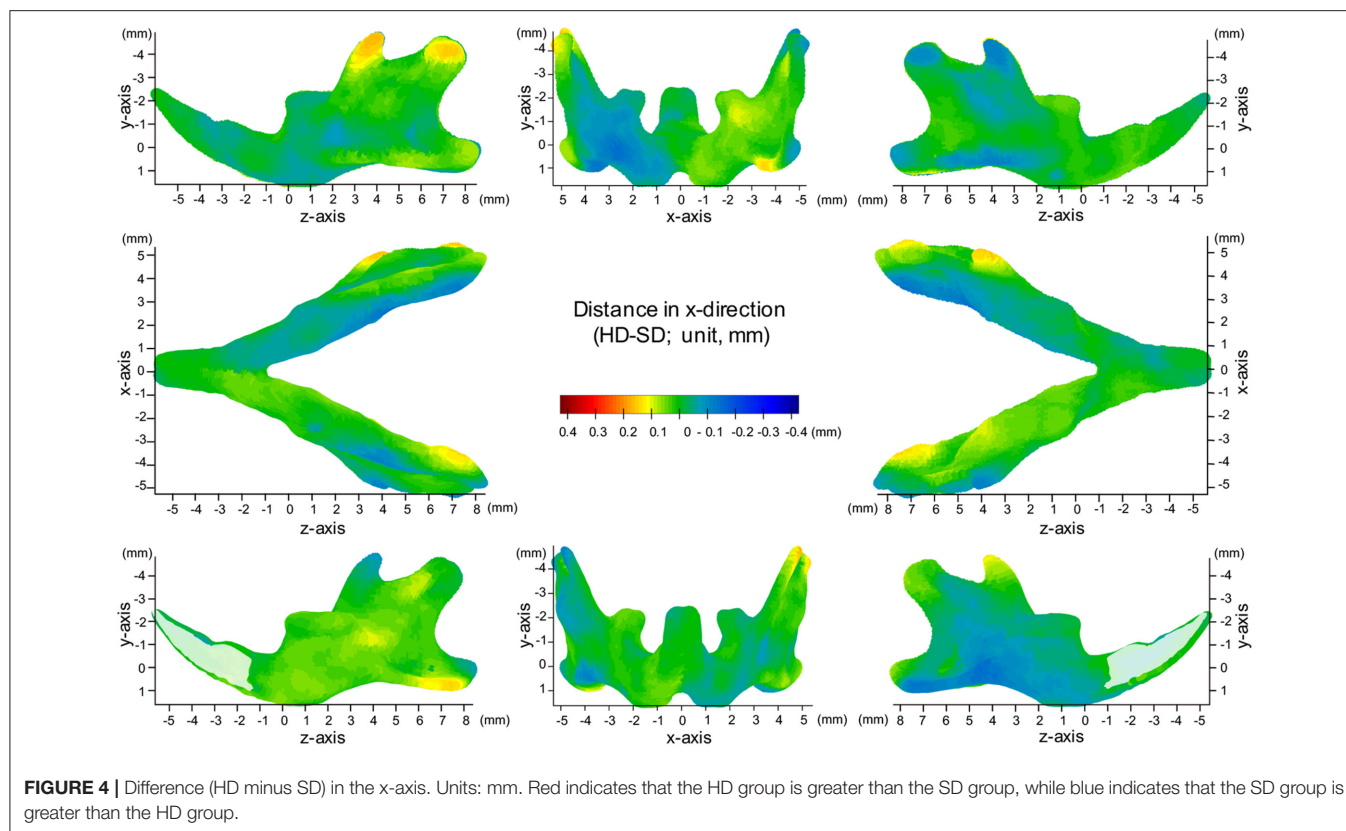 (mm)
-4
-3
-2
-1
0
1
y-axis
-5 -4 -3 -2 -1 0 1 2 3 4 5 6 7 8 (mm)
z-axis
(mm)
-4
-3
-2
-1
0
1
y-axis
5 4 3 2 1 0 -1 -2 -3 -4 -5 (mm)
x-axis
(mm)
-4
-3
-2
-1
0
1
y-axis
8 7 6 5 4 3 2 1 0 -1 -2 -3 -4 -5
z-axis
(mm)
5
4
3
2
1
0
-1
-2
-3
-4
-5
x-axis
-5 -4 -3 -2 -1 0 1 2 3 4 5 6 7 8 (mm)
z-axis
Distance in x-direction
(HD-SD; unit, mm)
0.4 0.3 0.2 0.1 0 - 0.1 -0.2 -0.3 -0.4 (mm)
(mm)
5
4
3
2
1
0
-1
-2
-3
-4
-5
x-axis
8 7 6 5 4 3 2 1 0 -1 -2 -3 -4 -5
z-axis
(mm)
-4
-3
-2
-1
0
1
y-axis
-5 -4 -3 -2 -1 0 1 2 3 4 5 6 7 8 (mm)
z-axis
(mm)
-4
-3
-2
-1
0
1
y-axis
-5 -4 -3 -2 -1 0 1 2 3 4 5 (mm)
x-axis
(mm)
-4
-3
-2
-1
0
1
y-axis
8 7 6 5 4 3 2 1 0 -1 -2 -3 -4 -5
z-axis
FIGURE 4 | Difference (HD minus SD) in the x-axis. Units: mm. Red indicates that the HD group is greater than the SD group, while blue indicates that the SD group is
greater than the HD group.